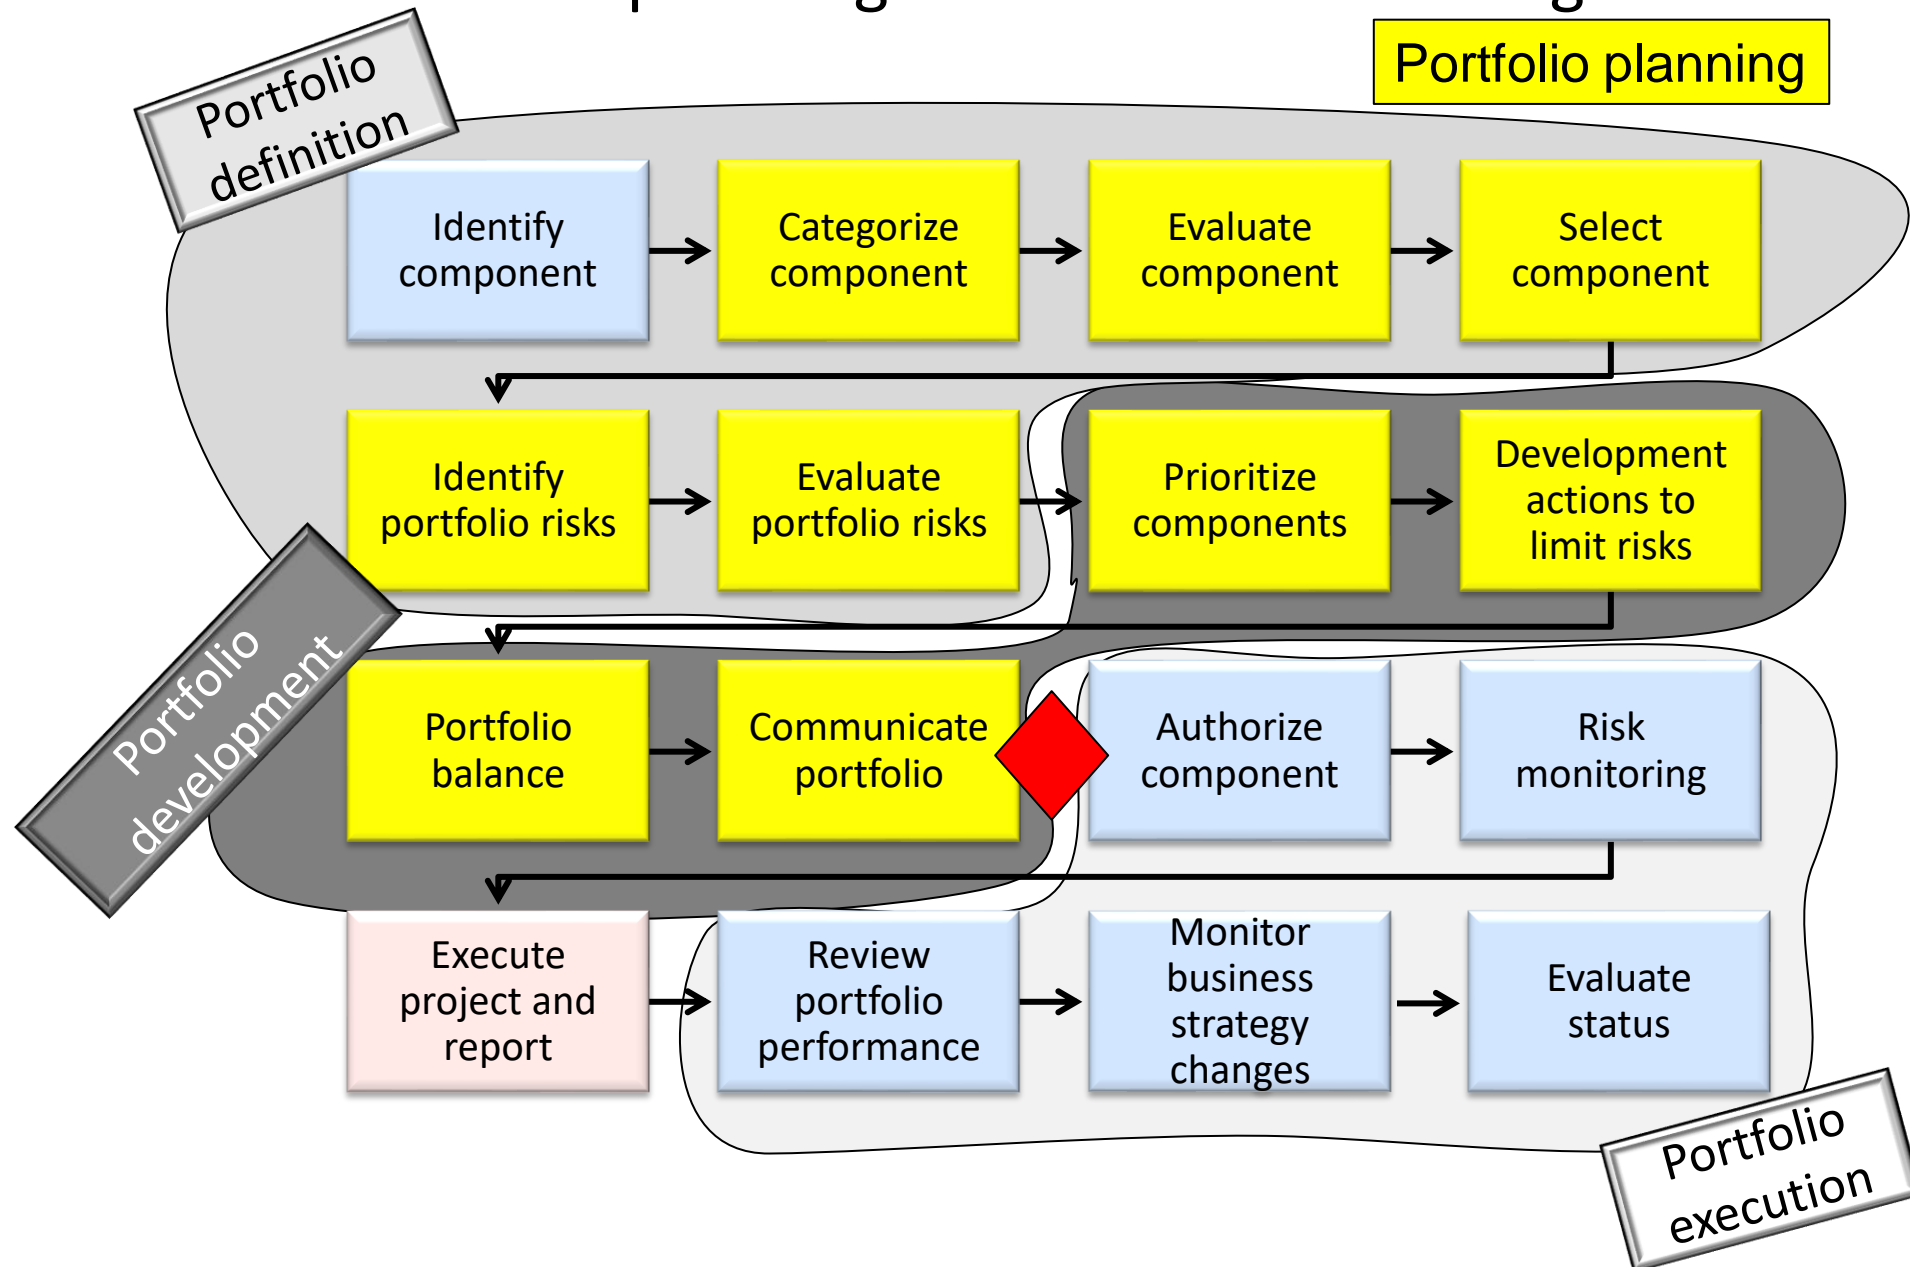 Portfolio planning
Portfolio
definition
Identify
component
Categorize
component
Evaluate
component
Select
component
Identify
portfolio risks
Evaluate
portfolio risks
Prioritize
components
Development
actions to
limit risks
Portfolio
development
Portfolio
balance
Communicate
portfolio
Authorize
component
Risk
monitoring
Execute
project and
report
Review
portfolio
performance
Monitor
business
strategy
changes
Evaluate
status
Portfolio
execution